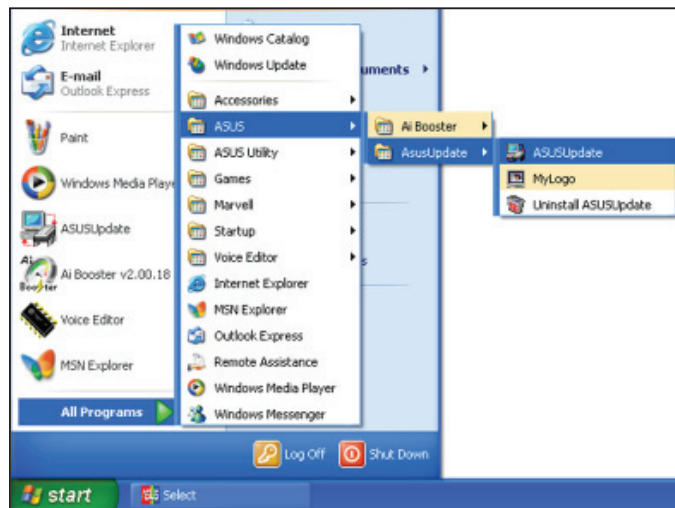 Internet
Internet Explorer
E-mail
Outlook Express
Paint
Windows Media Playe
ASUSUpdate
Ai Booster v2.00.18
Voice Editor
MSN Explorer
All Programs
Windows Catalog
Windows Update
Accessories
ASUS
ASUS Utility
Games
Marvell
Startup
Voice Editor
Internet Explorer
MSN Explorer
Outlook Express
Remote Assistance
Windows Media Player
Windows Messenger
uments
s
Ai Booster
AsusUpdate
ASUSUpdate
MyLogo
Uninstall ASUSUpdate
Log Off
Shut Down
start
Select